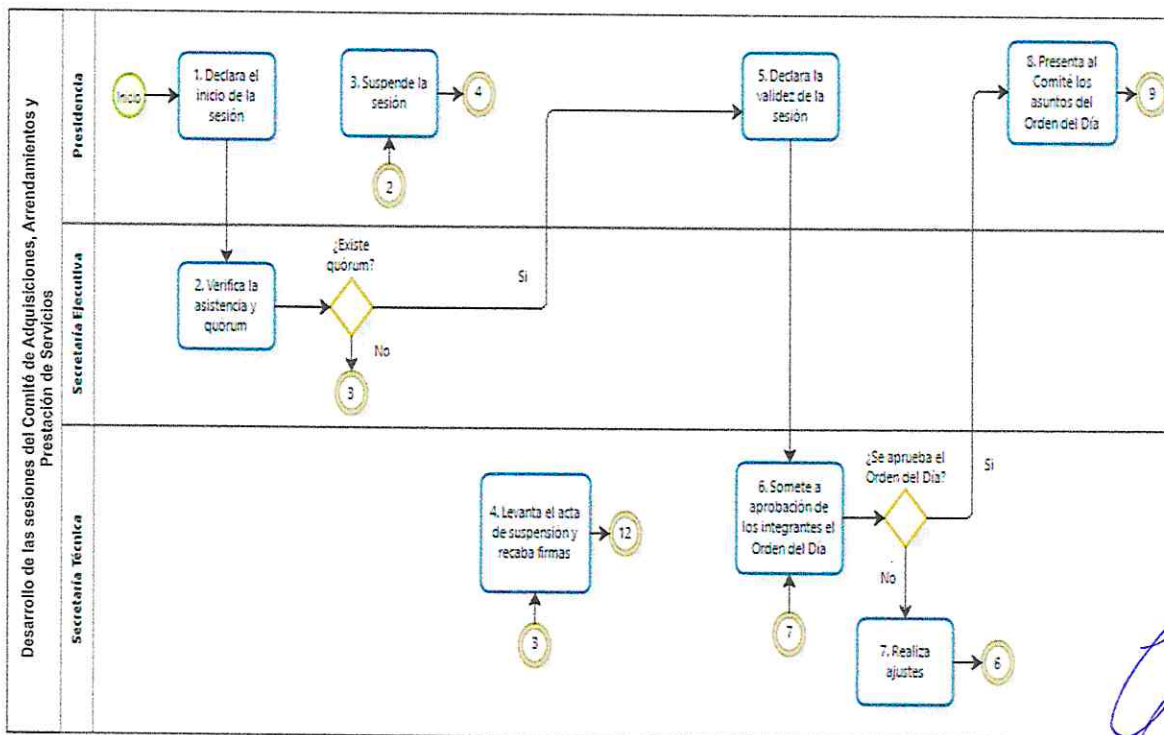 Desarrollo de las sesiones del Comité de Adquisiciones, Arrendamientos y
Prestación de Servicios
Presidencia
Inicio
1. Declara el
inicio de la
sesión
3. Suspende la
sesión
4
2
5. Declara la
validez de la
sesión
8. Presenta al
Comité los
asuntos del
Orden del Día
9
Secretaría Ejecutiva
2. Verifica la
asistencia y
quorum
¿Existe
quórum?
Si
No
3
Secretaría Técnica
4. Levanta el acta
de suspensión y
recaba firmas
12
3
6. Somete a
aprobación de
los integrantes el
Orden del Día
7
¿Se aprueba el
Orden del Día?
Si
No
7. Realiza
ajustes
6